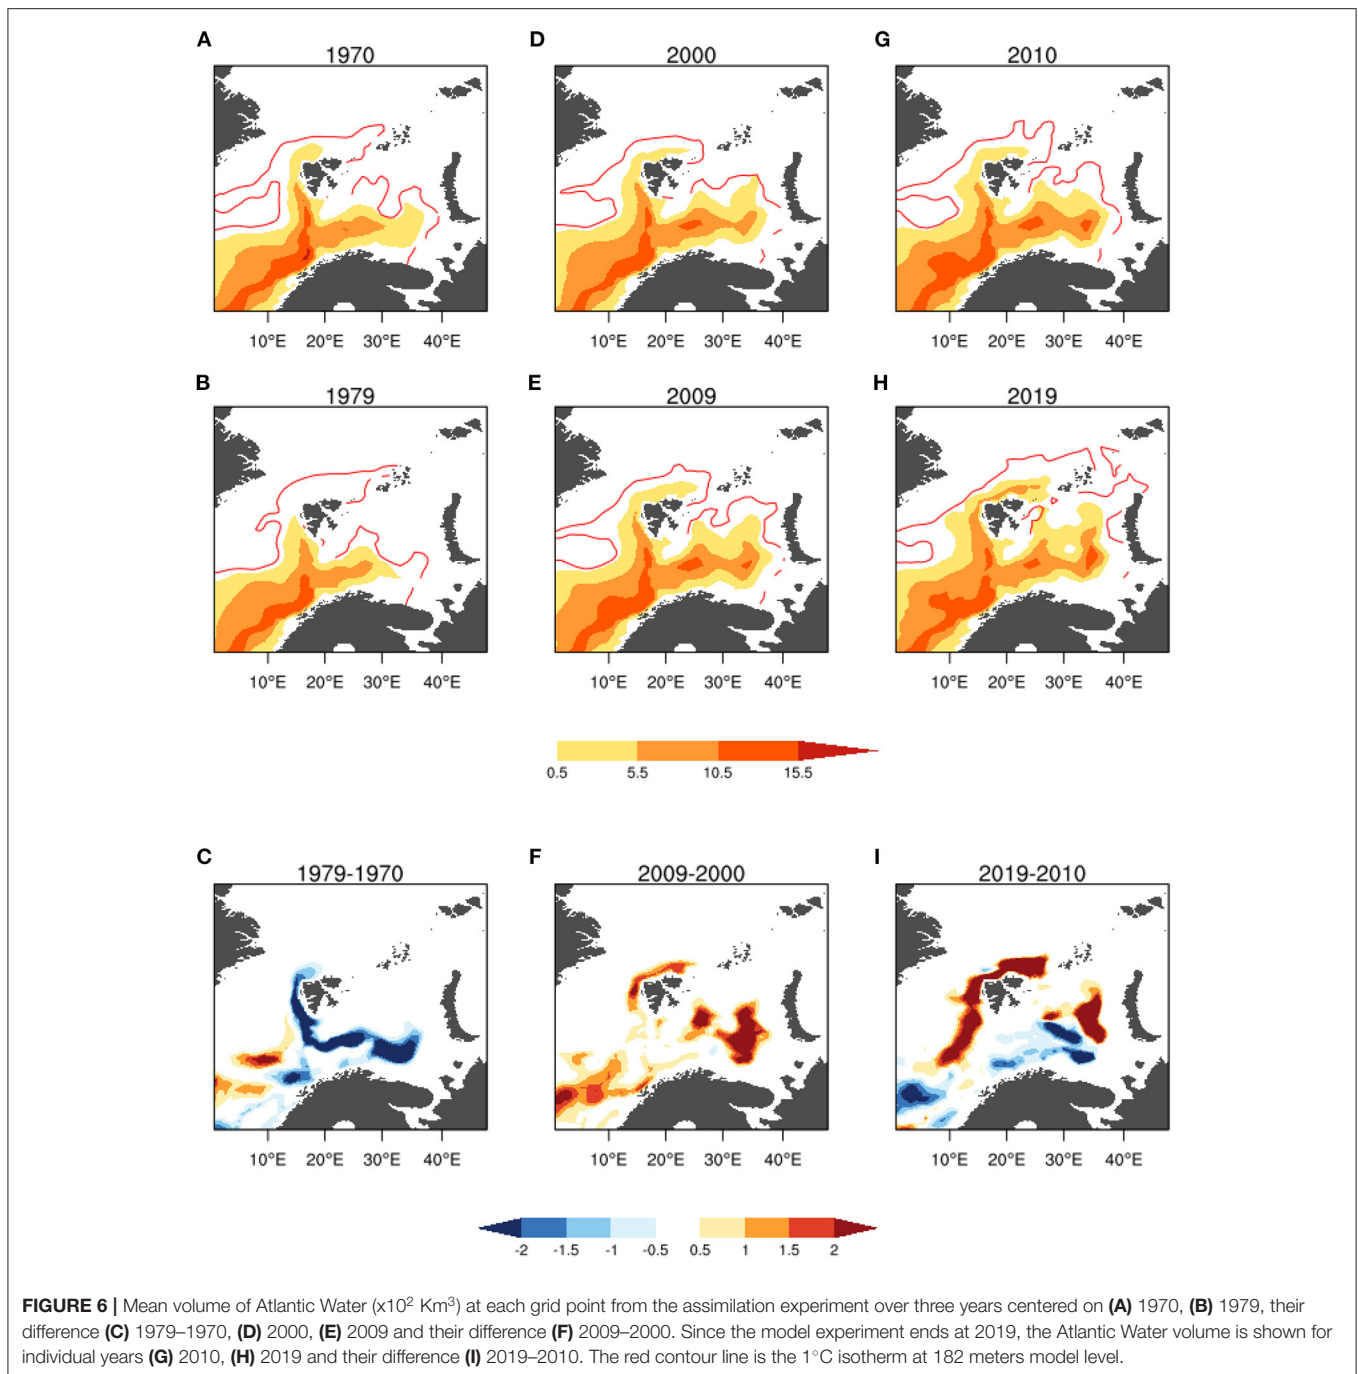 A D G
1970 2000 2010
10°E 20°E 30°E 40°E 10°E 20°E 30°E 40°E 10°E 20°E 30°E 40°E
B E H
1979 2009 2019
10°E 20°E 30°E 40°E 10°E 20°E 30°E 40°E 10°E 20°E 30°E 40°E
0.5 5.5 10.5 15.5
C F I
1979-1970 2009-2000 2019-2010
10°E 20°E 30°E 40°E 10°E 20°E 30°E 40°E 10°E 20°E 30°E 40°E
-2 -1.5 -1 -0.5 0.5 1 1.5 2
FIGURE 6 | Mean volume of Atlantic Water (x10² Km³) at each grid point from the assimilation experiment over three years centered on (A) 1970, (B) 1979, their
difference (C) 1979–1970, (D) 2000, (E) 2009 and their difference (F) 2009–2000. Since the model experiment ends at 2019, the Atlantic Water volume is shown for
individual years (G) 2010, (H) 2019 and their difference (I) 2019–2010. The red contour line is the 1°C isotherm at 182 meters model level.